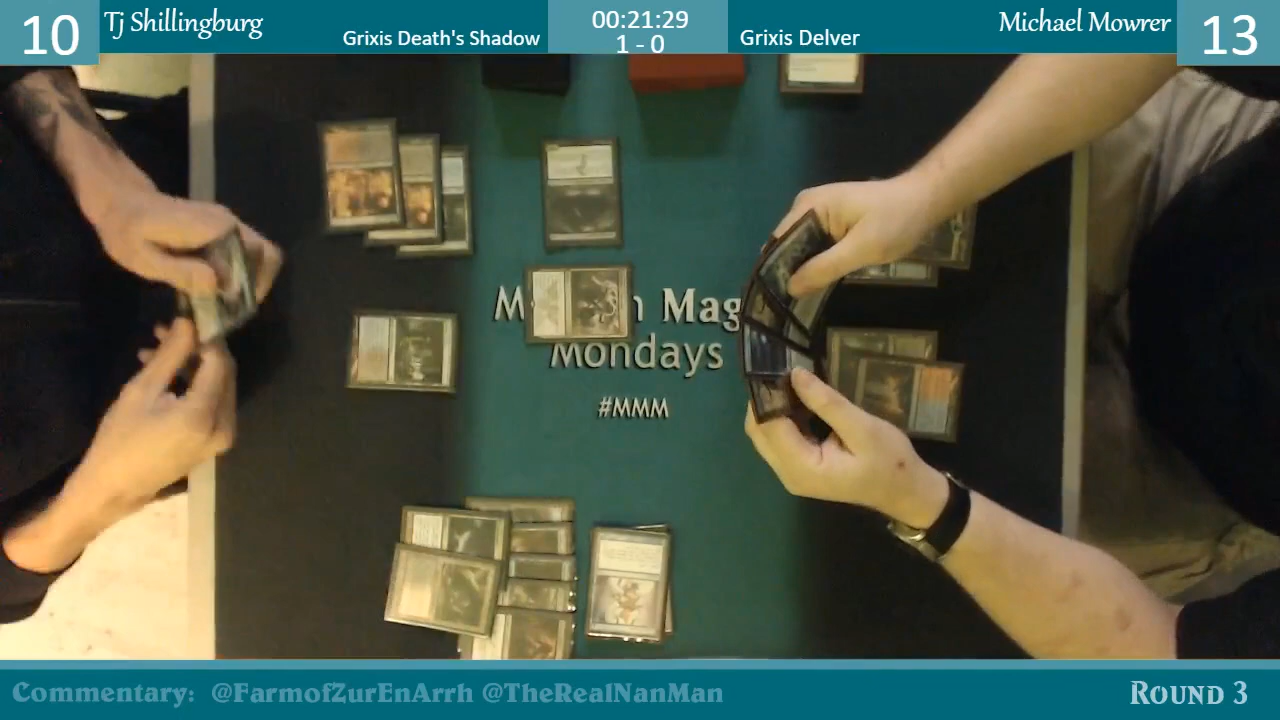 10
Tj Shillingburg
Grixis Death's Shadow
00:21:29
1 - 0
Grixis Delver
Michael Mowrer
13
Mag
Mondays
#MMM
Commentary: @FarmofZurEnArrh @TheRealNanMan
Round 3